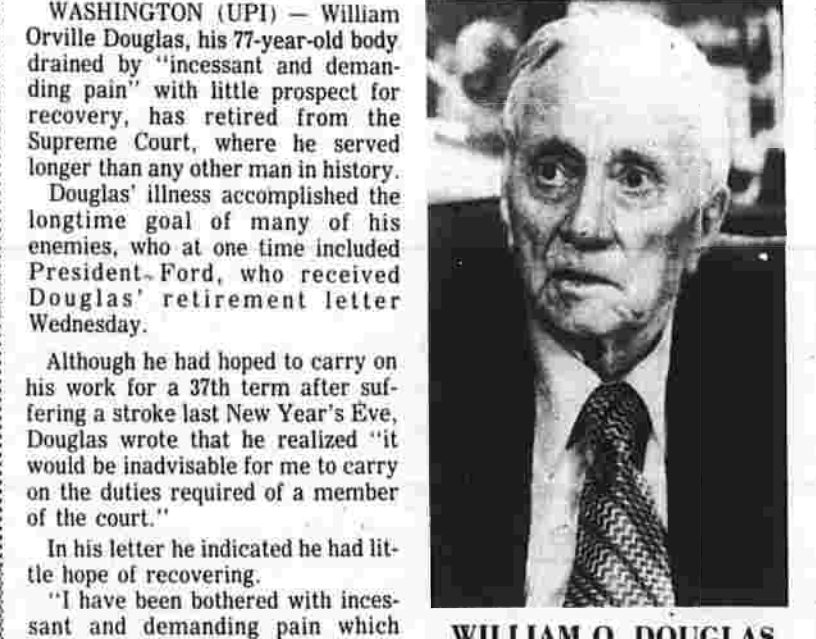 WASHINGTON (UPI) — William
Orville Douglas, his 77-year-old body
drained by "incessant and deman-
ding pain" with little prospect for
recovery, has retired from the
Supreme Court, where he served
longer than any other man in history.
Douglas' illness accomplished the
longtime goal of many of his
enemies, who at one time included
President Ford, who received
Douglas' retirement letter
Wednesday.
Although he had hoped to carry on
his work for a 37th term after suf-
fering a stroke last New Year's Eve,
Douglas wrote that he realized "it
would be inadvisable for me to carry
on the duties required of a member
of the court."
In his letter he indicated he had lit-
tle hope of recovering.
"I have been bothered with inces-
sant and demanding pain which
WILLIAM O. DOUGLAS